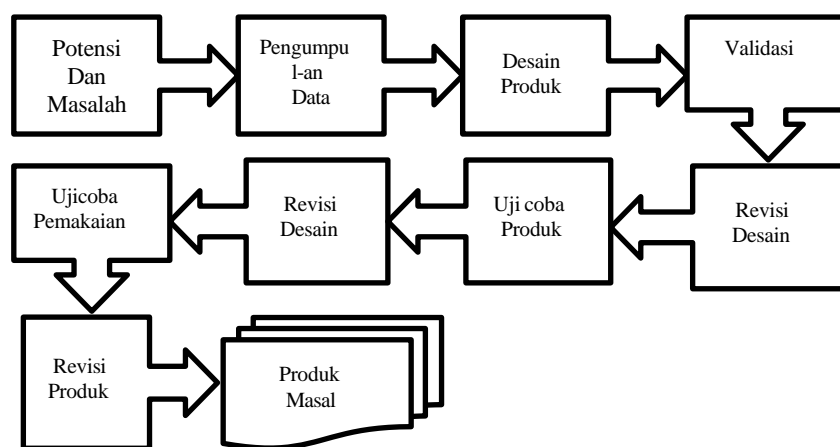 Potensi
Dan
Masalah
Pengumpu
l-an
Data
Desain
Produk
Validasi
Revisi
Desain
Uji coba
Produk
Revisi
Desain
Ujicoba
Pemakaian
Revisi
Produk
Produk
Masal